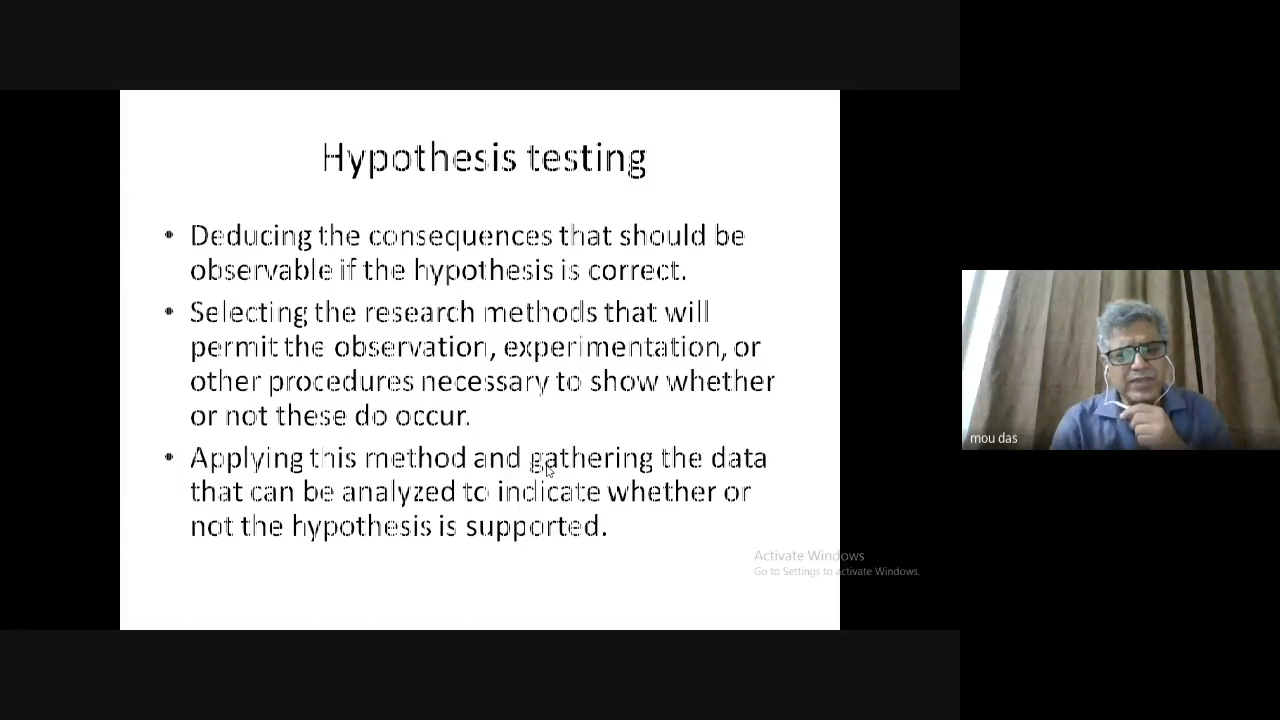 Hypothesis testing
• Deducing the consequences that should be
observable if the hypothesis is correct.
• Selecting the research methods that will
permit the observation, experimentation, or
other procedures necessary to show whether
or not these do occur.
• Applying this method and gathering the data
that can be analyzed to indicate whether or
not the hypothesis is supported.
Activate Windows
Go to Settings to activate Windows.
mou das